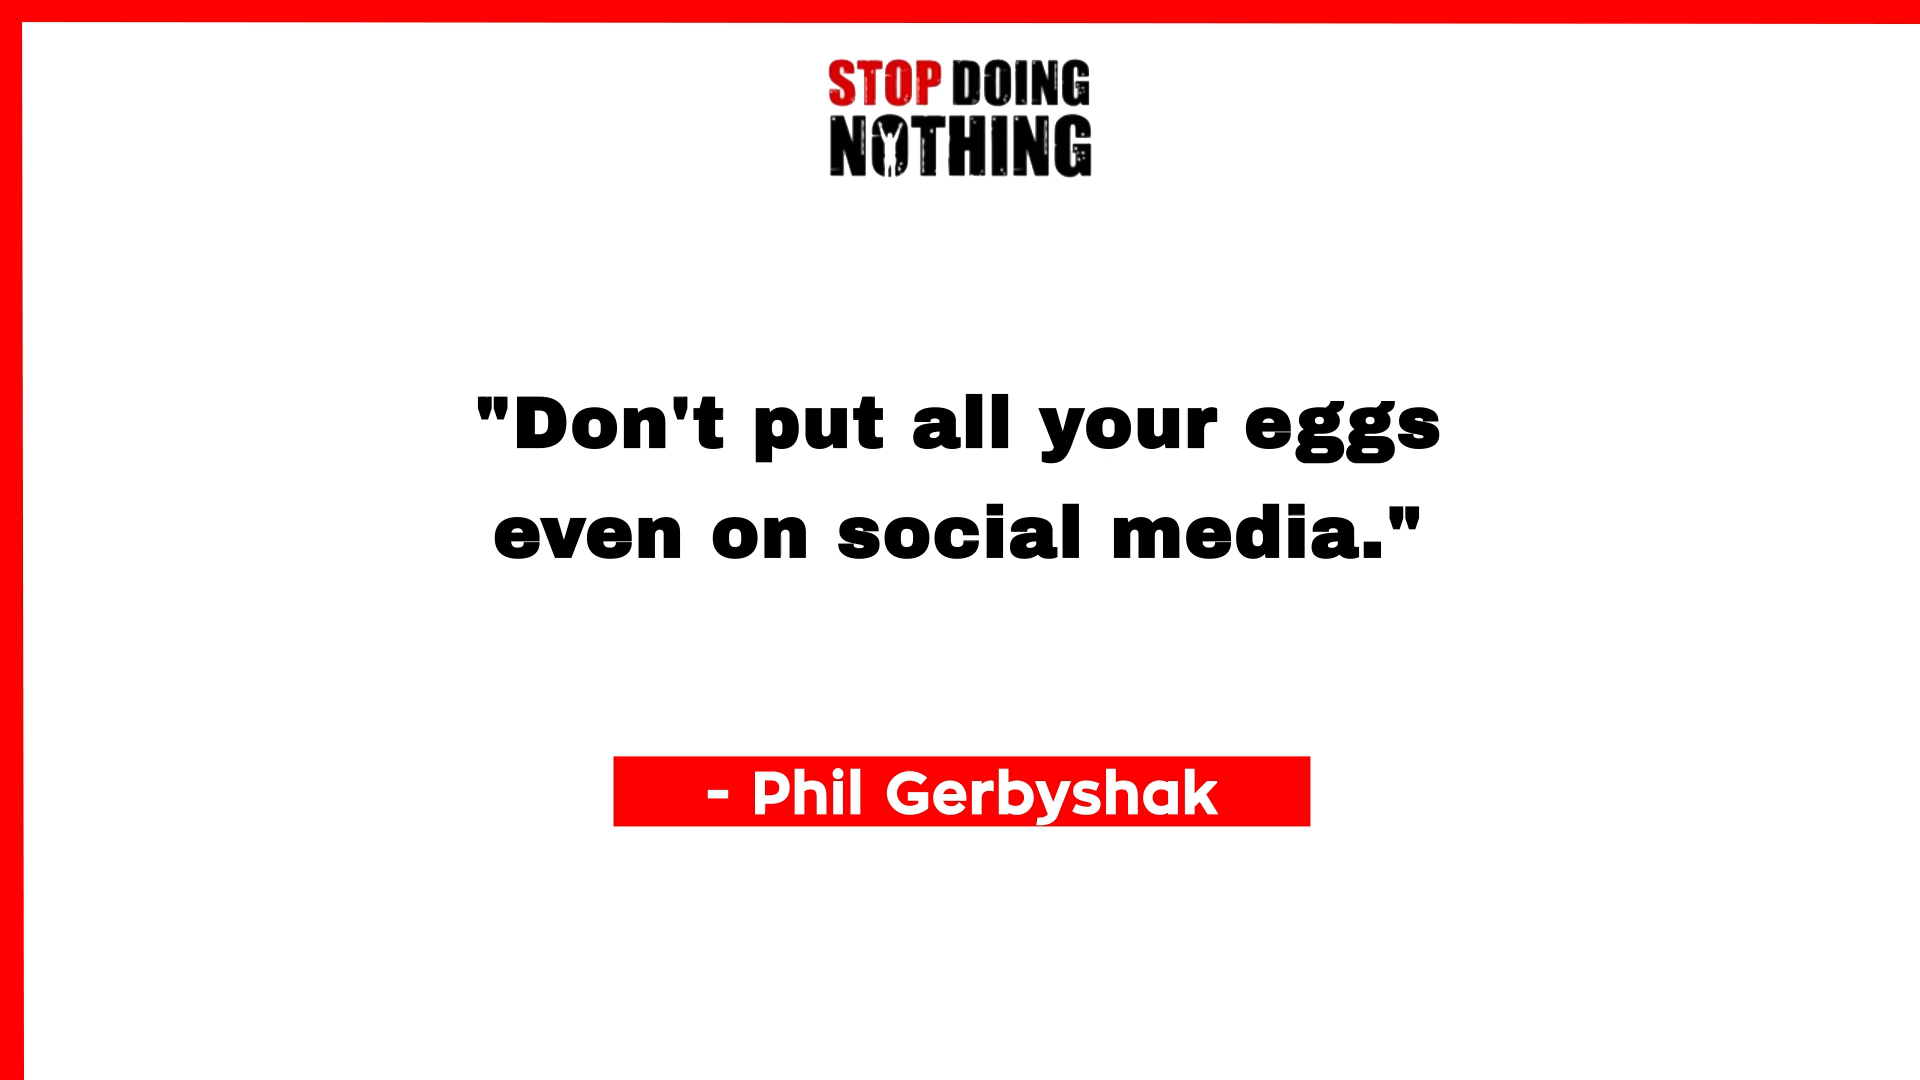 STOP DOING
NOTHING
"Don't put all your eggs
even on social media."
- Phil Gerbyshak